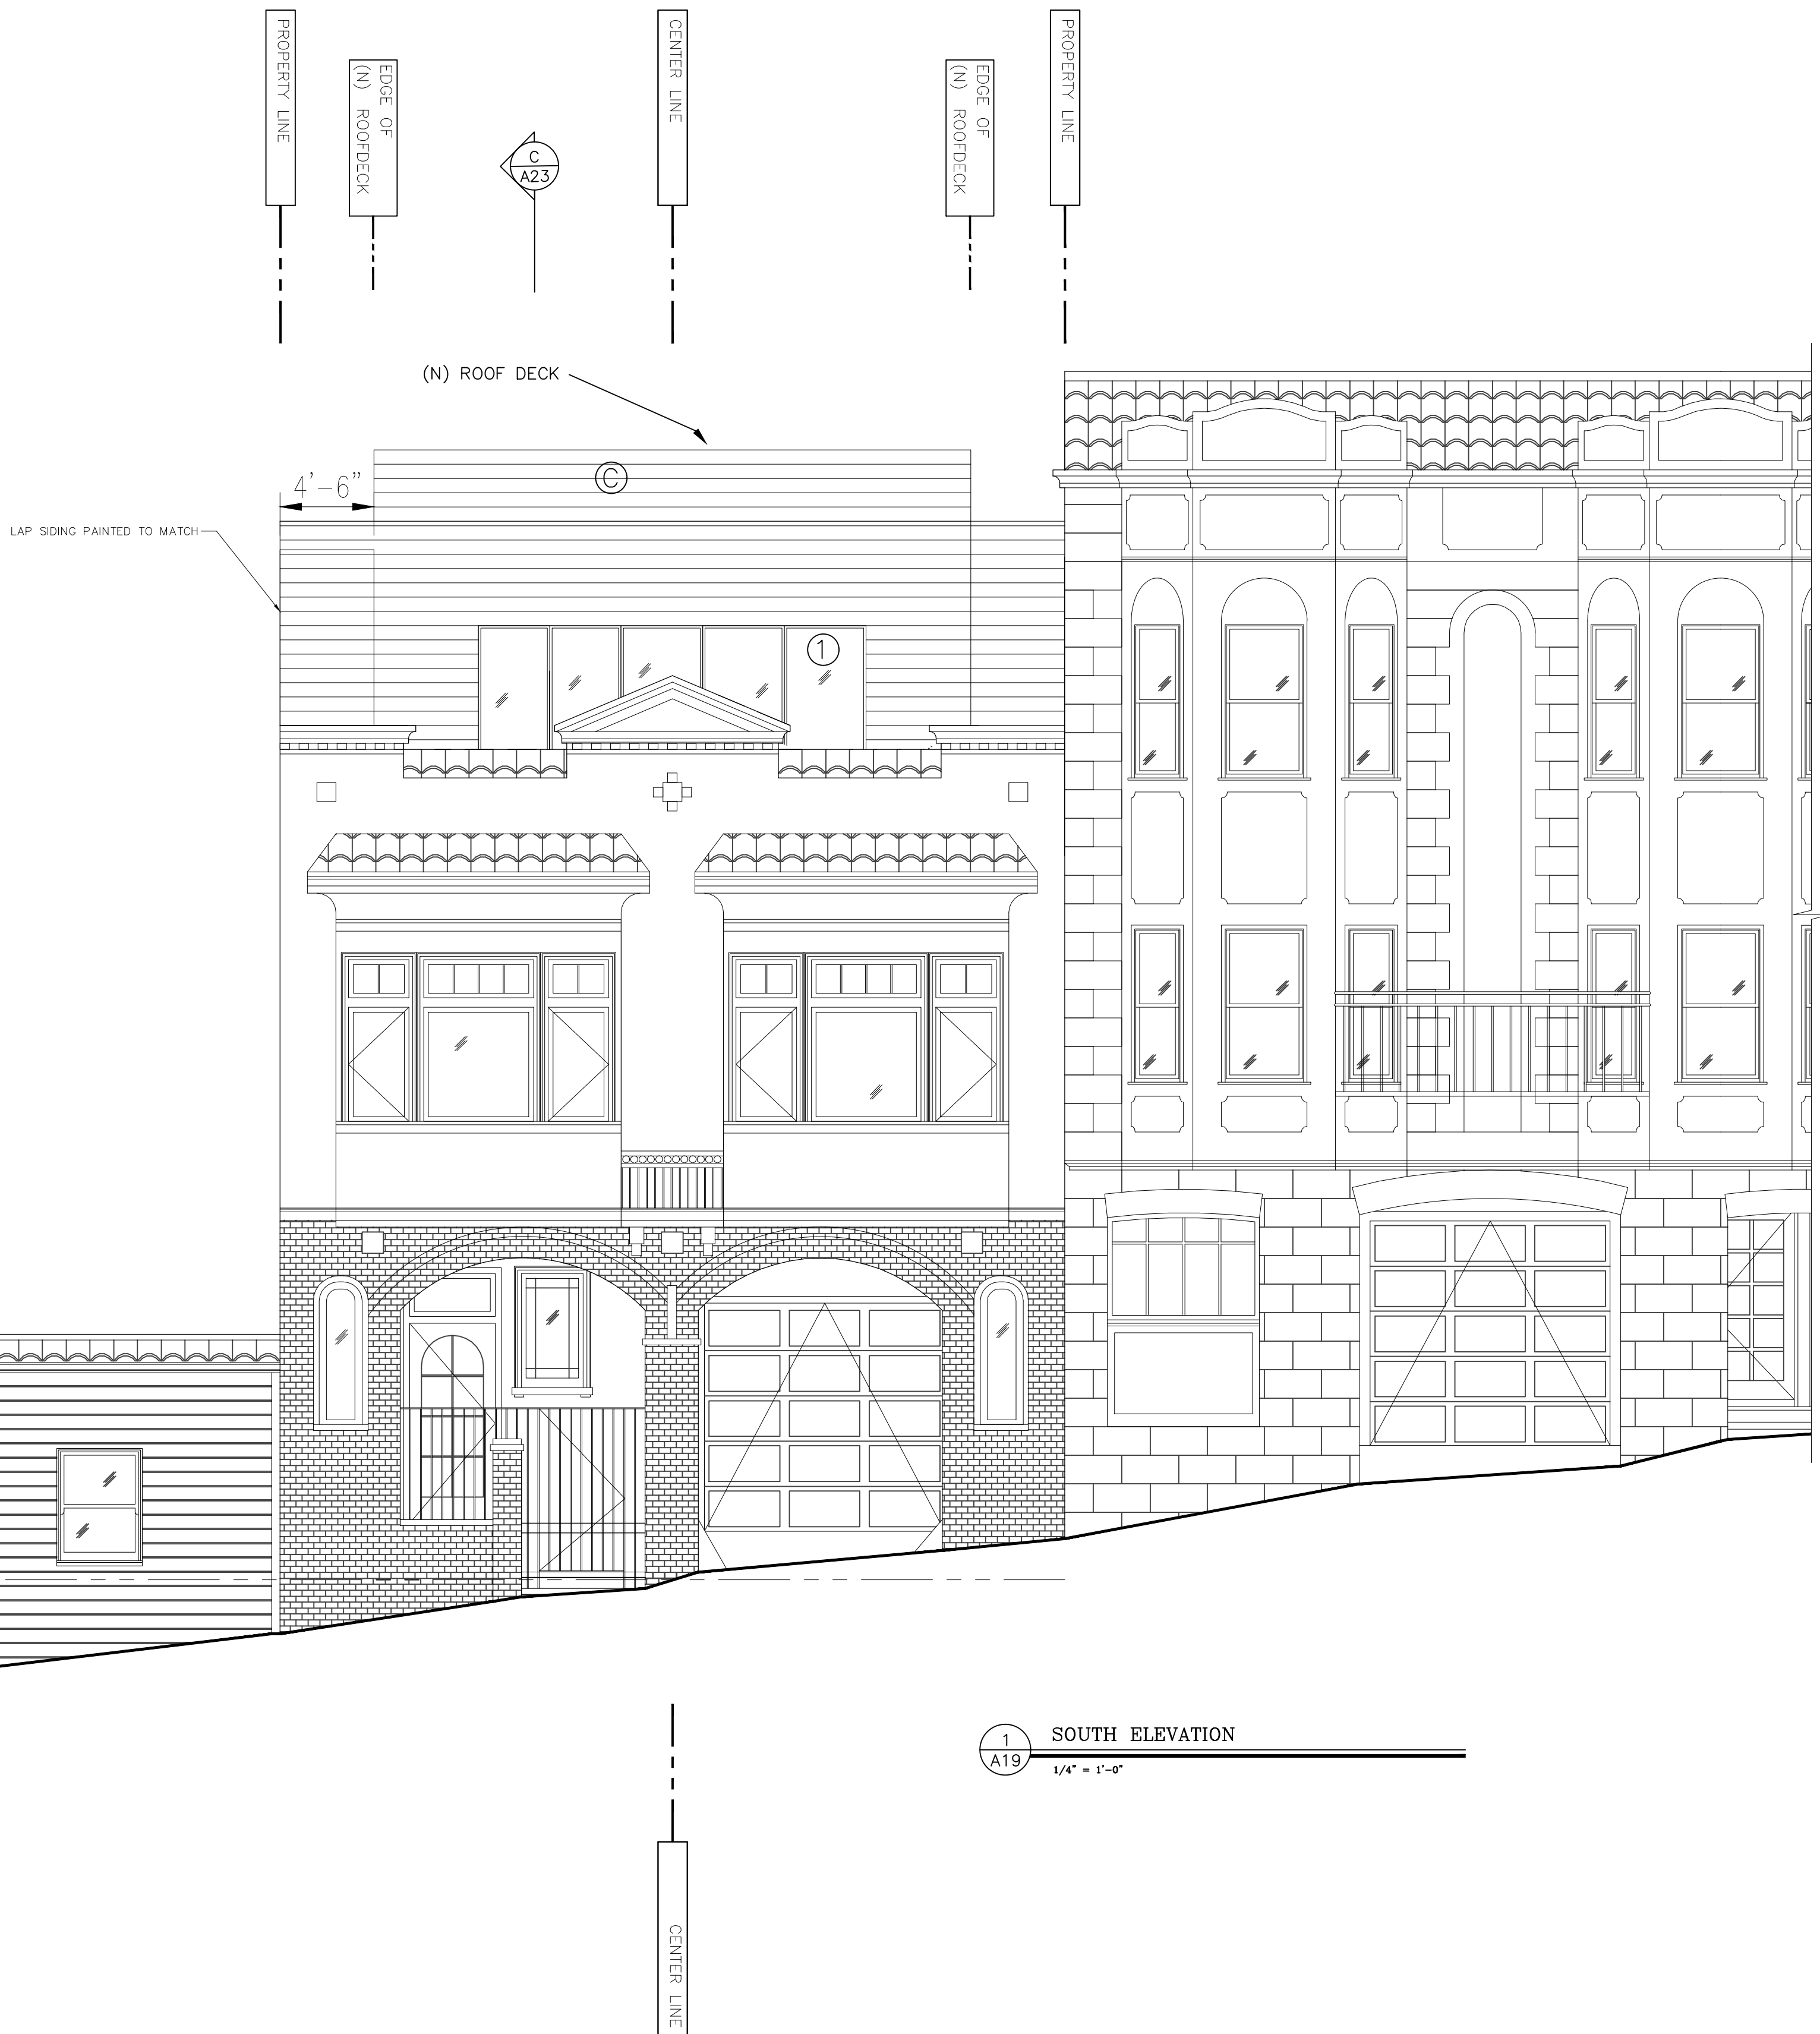 PROPERTY LINE
EDGE OF
(N) ROOFDECK
C
A23
CENTER LINE
EDGE OF
(N) ROOFDECK
PROPERTY LINE
(N) ROOF DECK
C
4'-6"
LAP SIDING PAINTED TO MATCH
1
1
A19
SOUTH ELEVATION
1/4" = 1'-0"
CENTER LINE